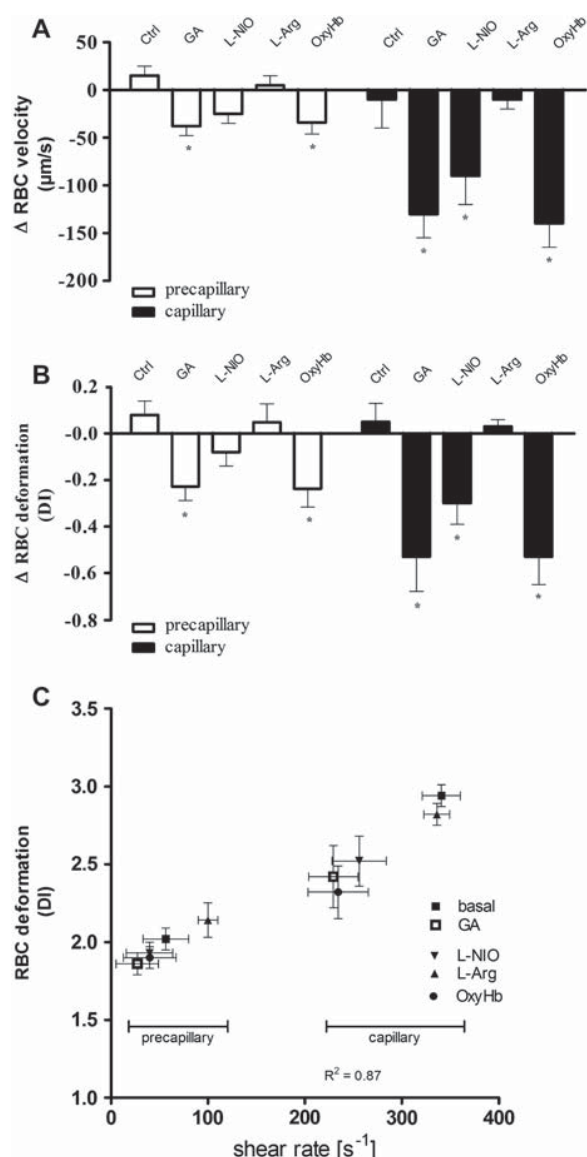 A
Ctrl GA L-NIO L-Arg OxyHb Ctrl GA L-NIO L-Arg OxyHb
Δ RBC velocity
(μm/s)
50
0
-50
-100
-150
-200
* * * * *
precapillary
capillary
B
Ctrl GA L-NIO L-Arg OxyHb Ctrl GA L-NIO L-Arg OxyHb
Δ RBC deformation
(DI)
0.2
-0.0
-0.2
-0.4
-0.6
-0.8
* * * * *
precapillary
capillary
C
RBC deformation
(DI)
3.5
3.0
2.5
2.0
1.5
1.0
basal
GA
L-NIO
L-Arg
OxyHb
precapillary capillary
R² = 0.87
0 100 200 300 400
shear rate [s⁻¹]